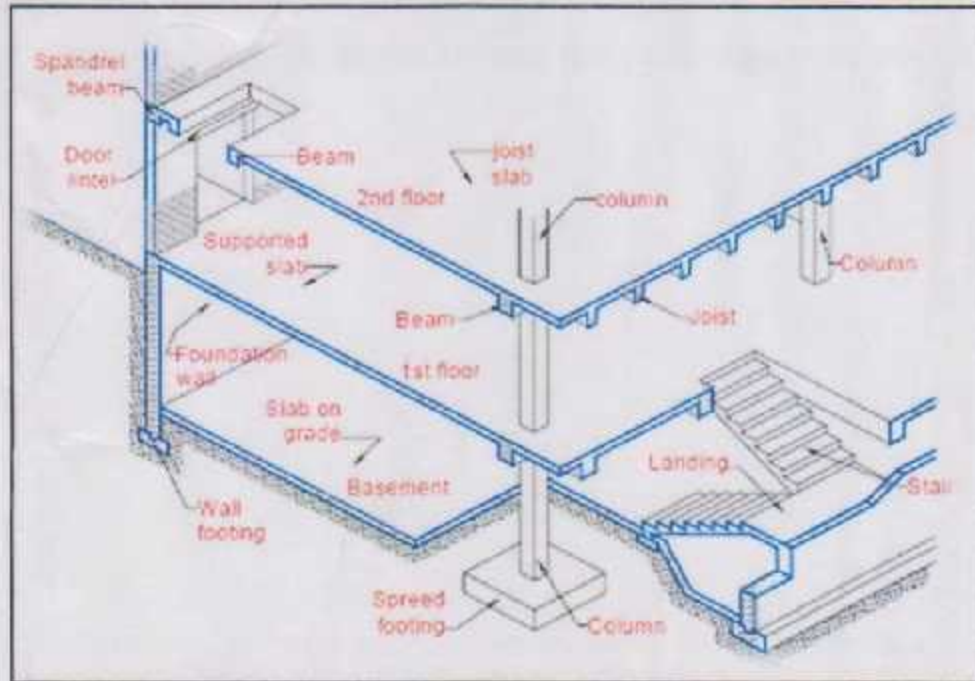 Spandrel
beam
Door
lintel
Beam
joist
slab
2nd floor
column
Supported
slab
Column
Beam
Joist
Foundation
wall
1st floor
Slab on
grade
Landing
Stair
Basement
Wall
footing
Spreed
footing
Column